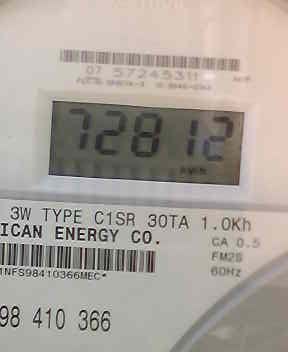 07 57245311
72812
3W TYPE C1SR 30TA 1.0Kh
ICAN ENERGY CO.
CA 0.5
FM2S
60Hz
1NFS98410366MEC*
98 410 366